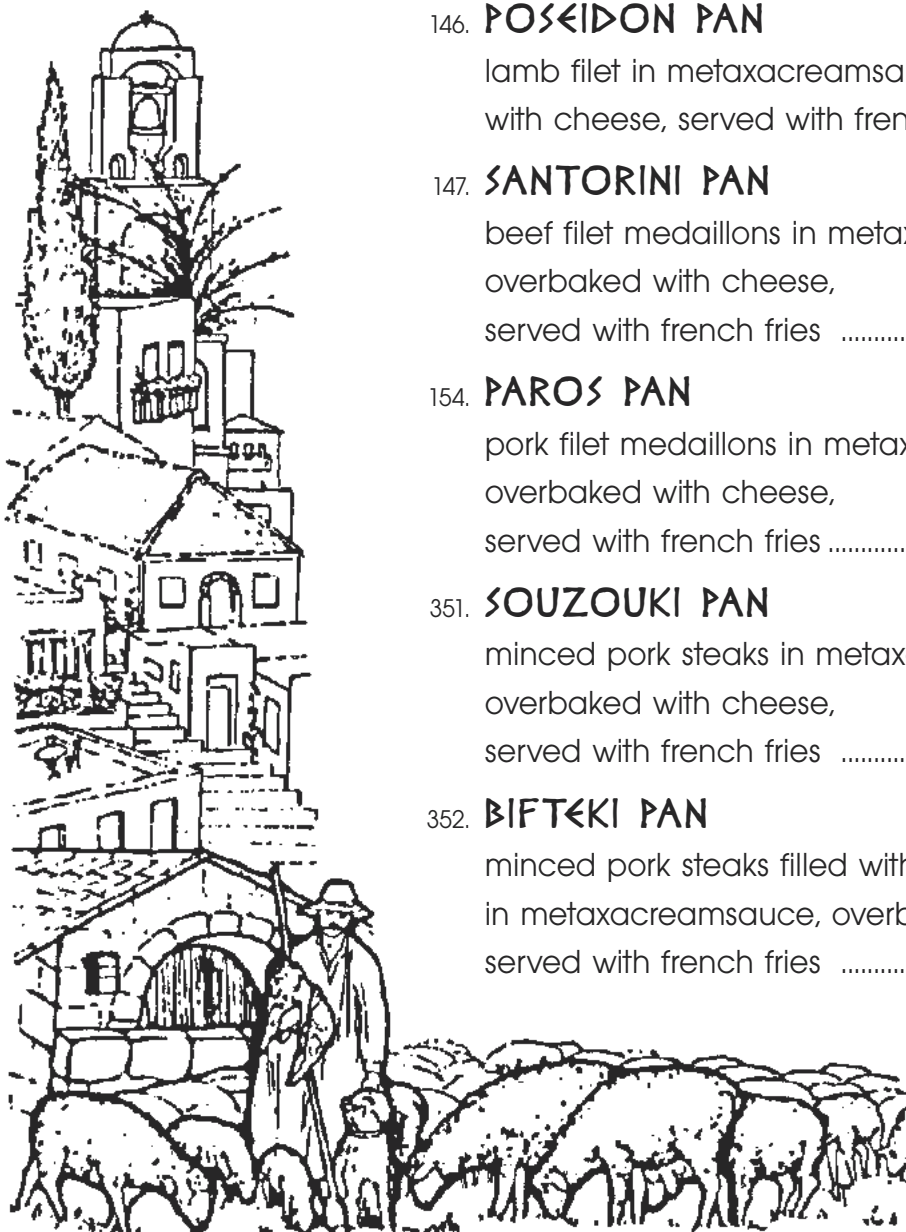 146. POSEIDON PAN
lamb filet in metaxacreamsa
with cheese, served with fren
147. SANTORINI PAN
beef filet medaillons in meta
overbaked with cheese,
served with french fries ..........
154. PAROS PAN
pork filet medaillons in meta
overbaked with cheese,
served with french fries ............
351. SOUZOUKI PAN
minced pork steaks in metax
overbaked with cheese,
served with french fries ..........
352. BIFTEKI PAN
minced pork steaks filled with
in metaxacreamsauce, overb
served with french fries ..........